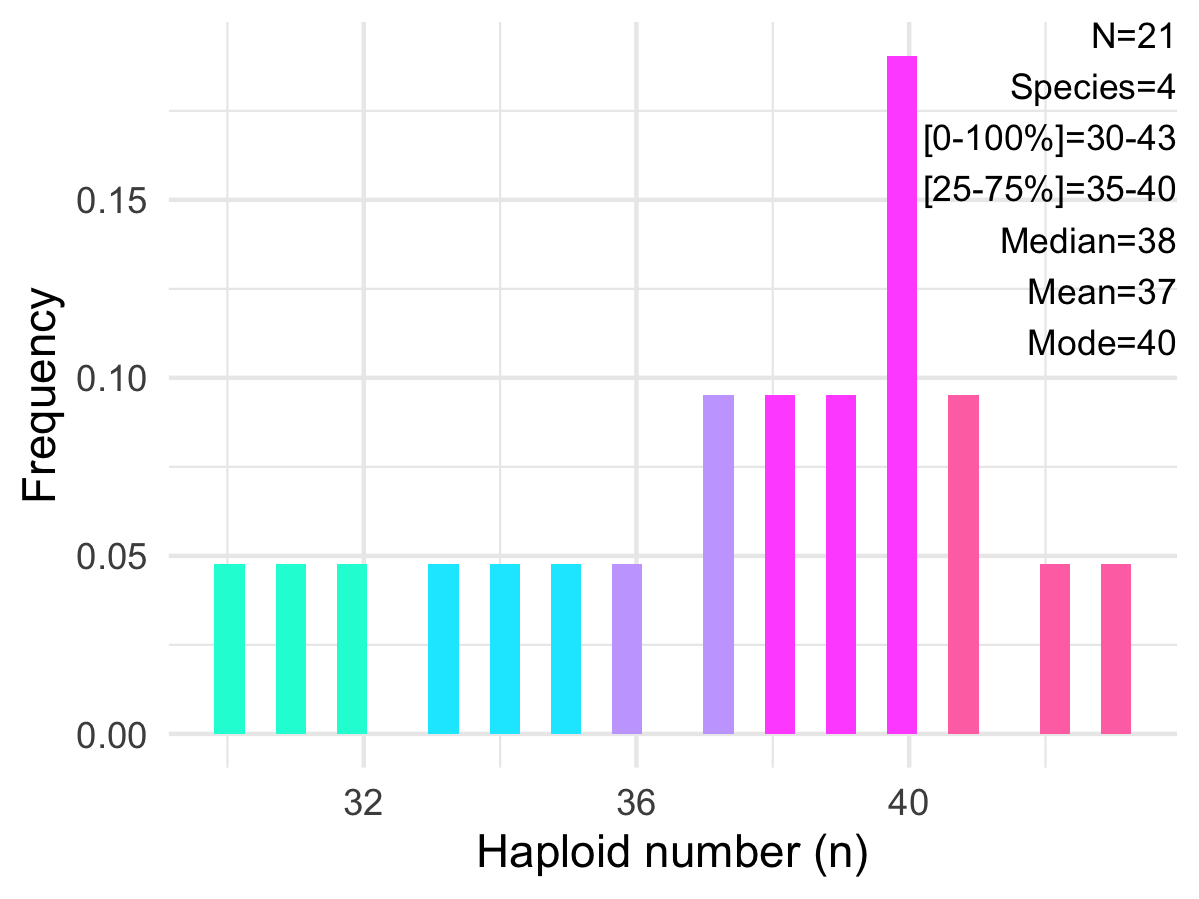 N=21
Species=4
[0-100%]=30-43
[25-75%]=35-40
Median=38
Mean=37
Mode=40
Frequency
0.15
0.10
0.05
0.00
32 36 40
Haploid number (n)